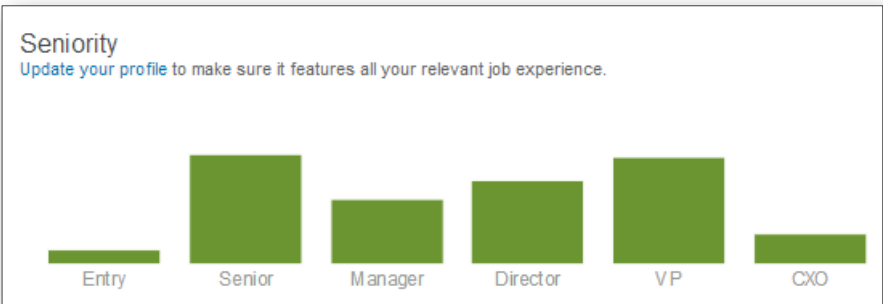 Seniority
Update your profile to make sure it features all your relevant job experience.
Entry Senior Manager Director VP CXO